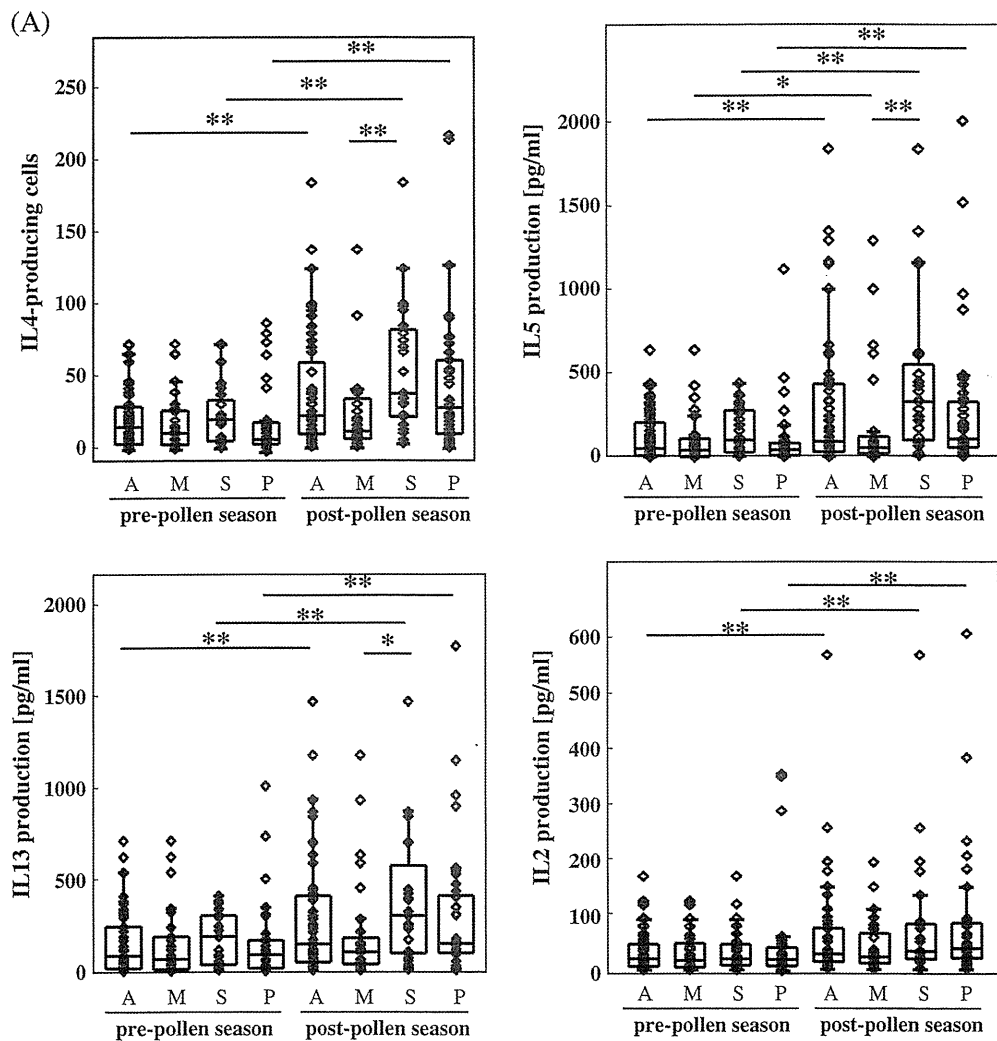 (A)
IL4-producing cells
250
200
150
100
50
0
**
**
**
**
A M S P A M S P
pre-pollen season post-pollen season
IL5 production [pg/ml]
2000
1500
1000
500
0
**
**
*
** **
A M S P A M S P
pre-pollen season post-pollen season
IL13 production [pg/ml]
2000
1500
1000
500
0
**
**
** *
A M S P A M S P
pre-pollen season post-pollen season
IL2 production [pg/ml]
600
500
400
300
200
100
0
**
**
**
A M S P A M S P
pre-pollen season post-pollen season